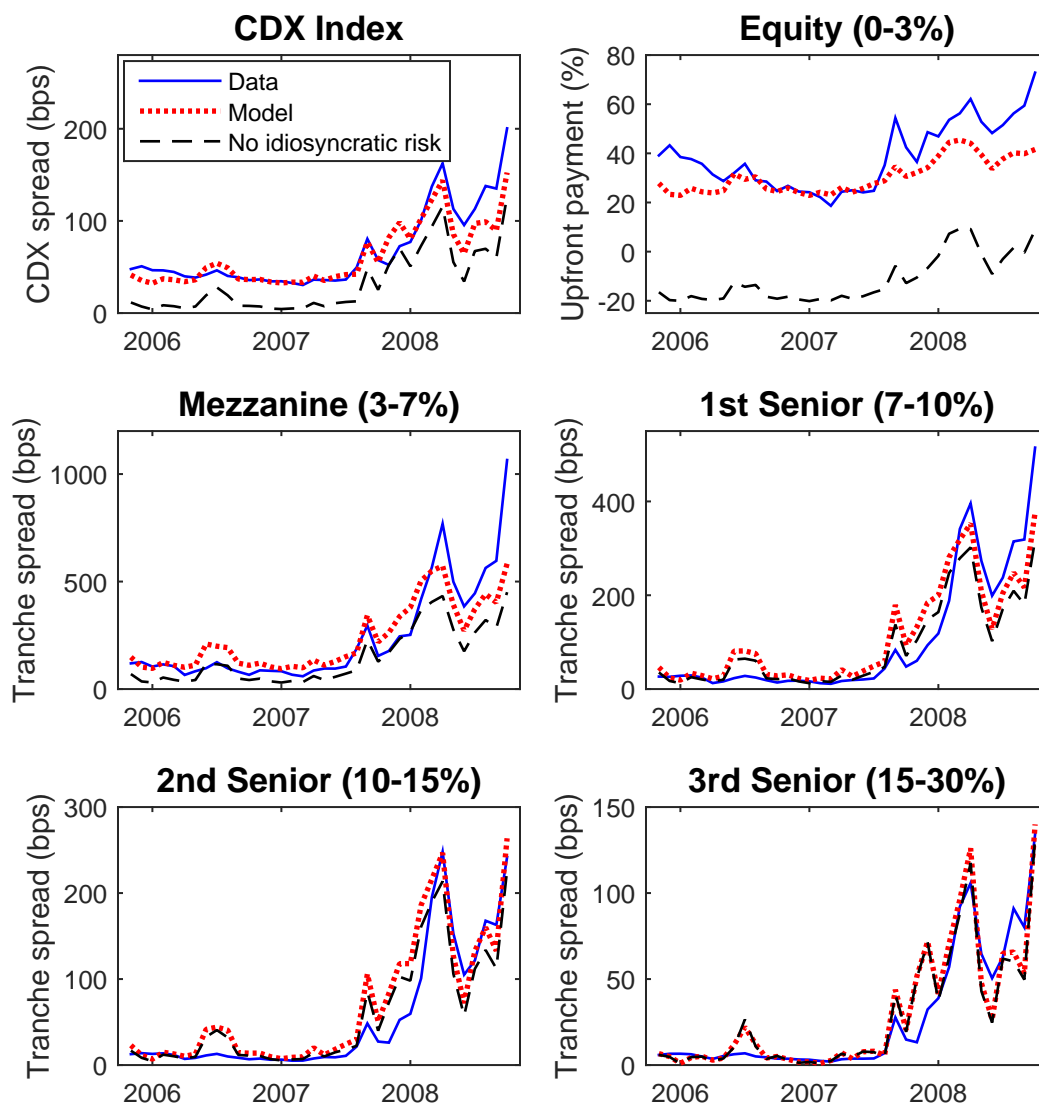 CDX Index
CDX spread (bps)
200
100
0
2006 2007 2008
Data
Model
No idiosyncratic risk
Equity (0-3%)
Upfront payment (%)
80
60
40
20
0
-20
2006 2007 2008
Mezzanine (3-7%)
Tranche spread (bps)
1000
500
0
2006 2007 2008
1st Senior (7-10%)
Tranche spread (bps)
400
200
0
2006 2007 2008
2nd Senior (10-15%)
Tranche spread (bps)
300
200
100
0
2006 2007 2008
3rd Senior (15-30%)
Tranche spread (bps)
150
100
50
0
2006 2007 2008